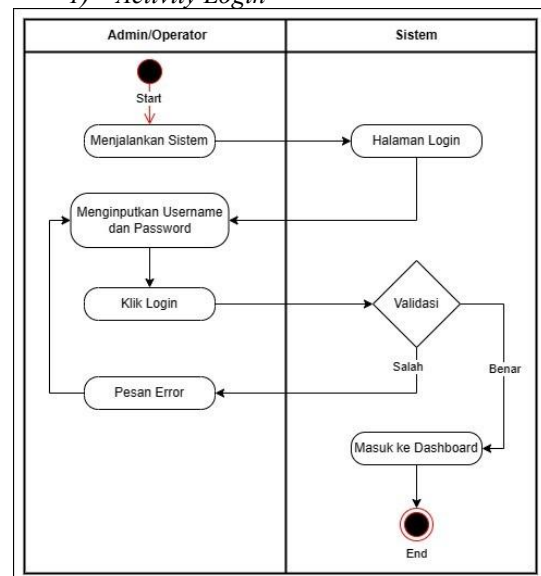 1) Activity Login
Admin/Operator
Sistem
Start
Menjalankan Sistem
Halaman Login
Menginputkan Username
dan Password
Klik Login
Validasi
Salah
Benar
Pesan Error
Masuk ke Dashboard
End